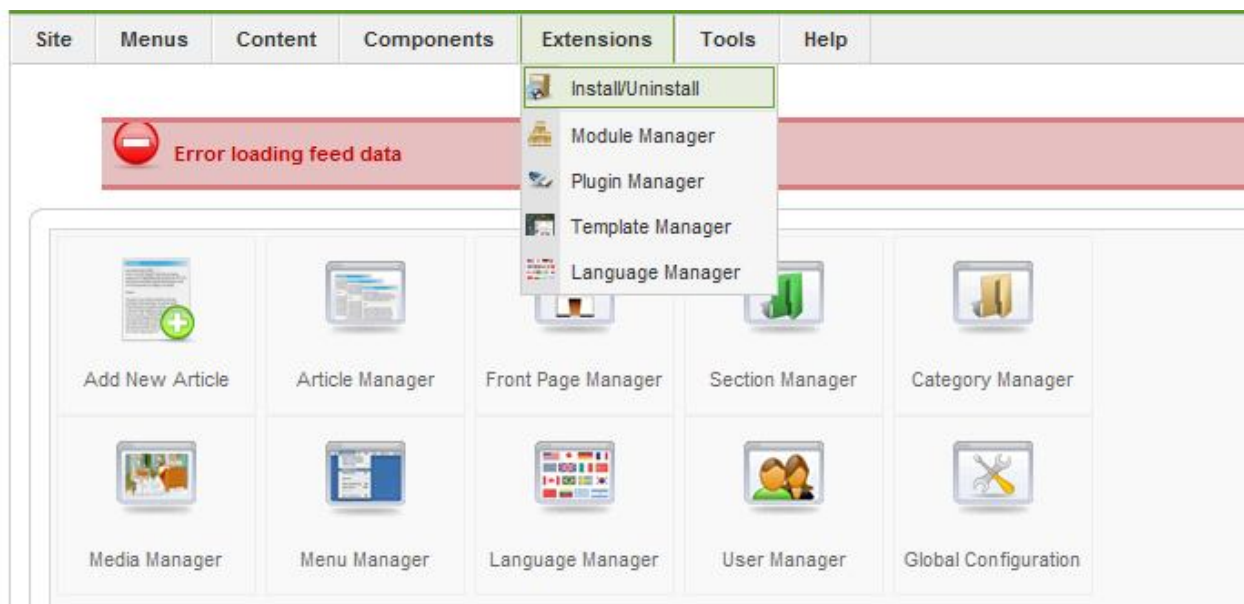 Site Menus Content Components Extensions Tools Help
Install/Uninstall
Module Manager
Error loading feed data
Plugin Manager
Template Manager
Language Manager
Add New Article Article Manager Front Page Manager Section Manager Category Manager
Media Manager Menu Manager Language Manager User Manager Global Configuration